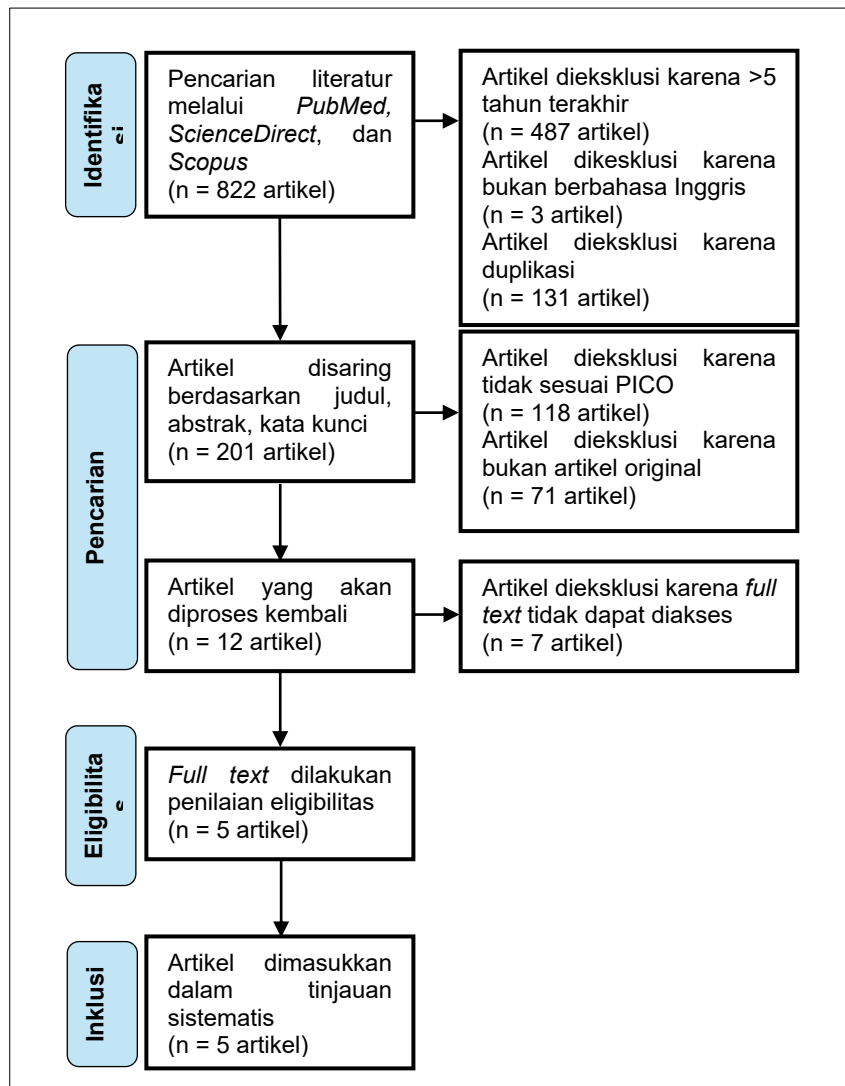 Identifika
si
Pencarian literatur
melalui PubMed,
ScienceDirect, dan
Scopus
(n = 822 artikel)
Artikel dieksklusi karena >5
tahun terakhir
(n = 487 artikel)
Artikel dikesklusi karena
bukan berbahasa Inggris
(n = 3 artikel)
Artikel dieksklusi karena
duplikasi
(n = 131 artikel)
Pencarian
Artikel disaring
berdasarkan judul,
abstrak, kata kunci
(n = 201 artikel)
Artikel dieksklusi karena
tidak sesuai PICO
(n = 118 artikel)
Artikel dieksklusi karena
bukan artikel original
(n = 71 artikel)
Artikel yang akan
diproses kembali
(n = 12 artikel)
Artikel dieksklusi karena full
text tidak dapat diakses
(n = 7 artikel)
Eligibilita
s
Full text dilakukan
penilaian eligibilitas
(n = 5 artikel)
Inklusi
Artikel dimasukkan
dalam tinjauan
sistematis
(n = 5 artikel)